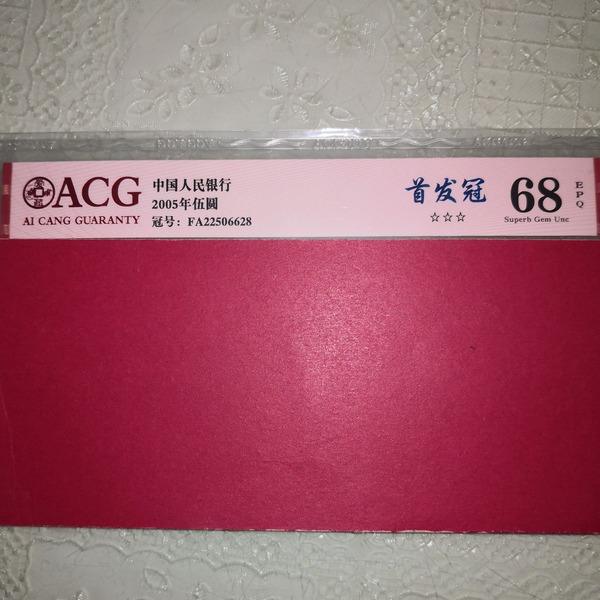 ACG
AI CANG GUARANTY
中国人民银行
2005年伍圆
冠号: FA22506628
首发冠
☆☆☆
68
EPQ
Superb Gem Unc